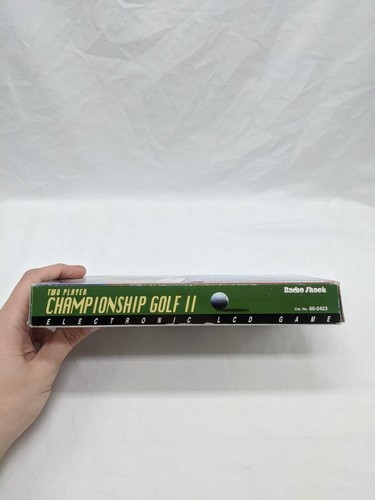 TWO PLAYER
CHAMPIONSHIP GOLF II
ELECTRONIC LCD GAME
Radio Shack
Cat. No. 60-2423